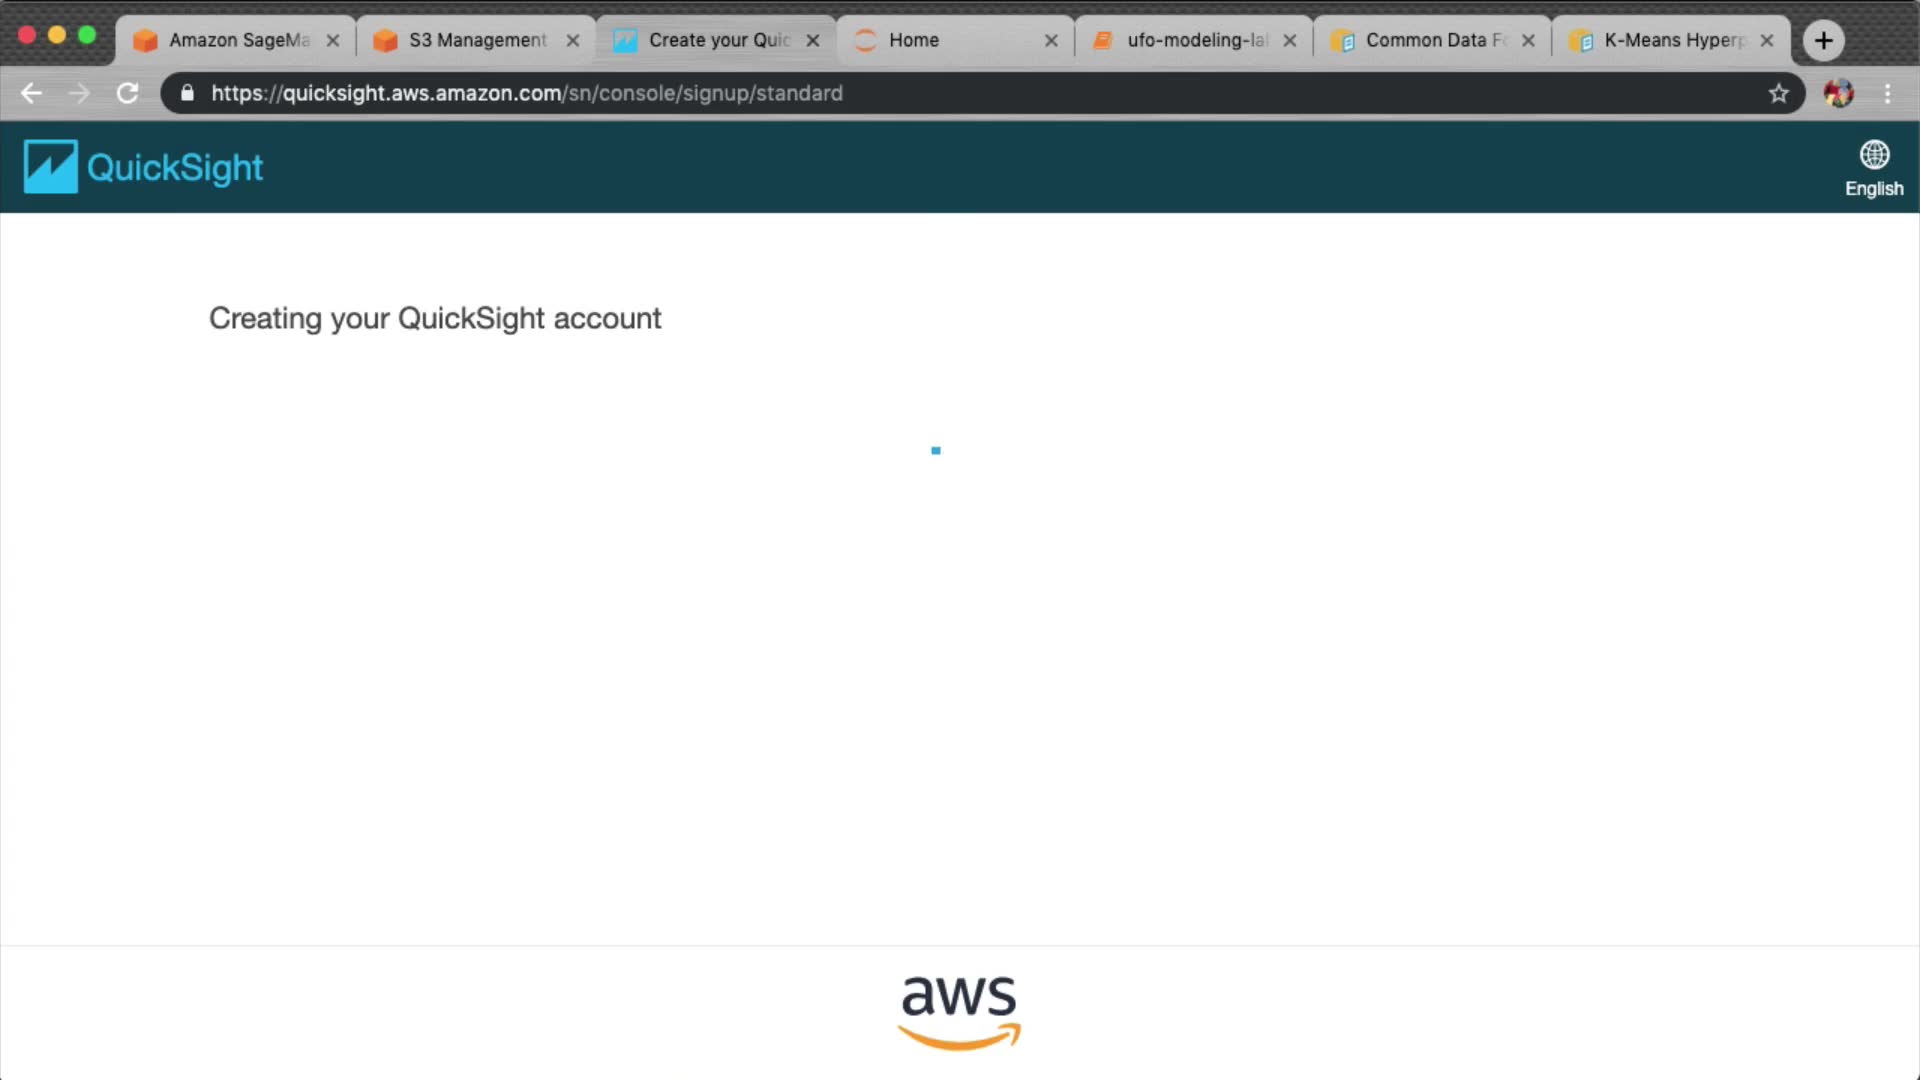 Amazon SageMa
S3 Management
Create your Quic
Home
ufo-modeling-la
Common Data Fo
K-Means Hyperp
https://quicksight.aws.amazon.com/sn/console/signup/standard
QuickSight
English
Creating your QuickSight account
aws